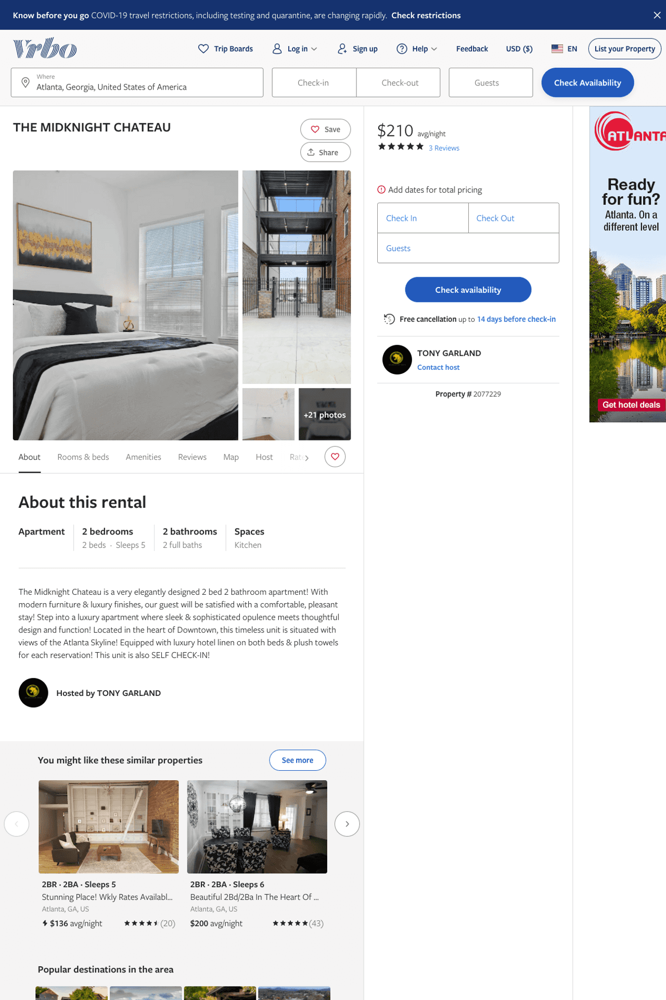 Know before you go COVID-19 travel restrictions, including testing and quarantine, are changing rapidly. Check restrictions
Vrbo
Trip Boards
Log in
Sign up
Help
Feedback
USD ($)
EN
List your Property
Where
Atlanta, Georgia, United States of America
Check-in
Check-out
Guests
Check Availability
THE MIDKNIGHT CHATEAU
Save
Share
+21 photos
$210 avg/night
3 Reviews
Add dates for total pricing
Check In
Check Out
Guests
Check availability
Free cancellation up to 14 days before check-in
TONY GARLAND
Contact host
Property # 2077229
ATLANTA
Ready
for fun?
Atlanta. On a
different level
Get hotel deals
About
Rooms & beds
Amenities
Reviews
Map
Host
About this rental
Apartment
2 bedrooms
2 beds · Sleeps 5
2 bathrooms
2 full baths
Spaces
Kitchen
The Midknight Chateau is a very elegantly designed 2 bed 2 bathroom apartment! With
modern furniture & luxury finishes, our guest will be satisfied with a comfortable, pleasant
stay! Step into a luxury apartment where sleek & sophisticated opulence meets thoughtful
design and function! Located in the heart of Downtown, this timeless unit is situated with
views of the Atlanta Skyline! Equipped with luxury hotel linen on both beds & plush towels
for each reservation! This unit is also SELF CHECK-IN!
Hosted by TONY GARLAND
You might like these similar properties
See more
2BR · 2BA · Sleeps 5
Stunning Place! Wkly Rates Availabl...
Atlanta, GA, US
$136 avg/night
(20)
2BR · 2BA · Sleeps 6
Beautiful 2Bd/2Ba In The Heart Of ...
Atlanta, GA, US
$200 avg/night
(43)
Popular destinations in the area